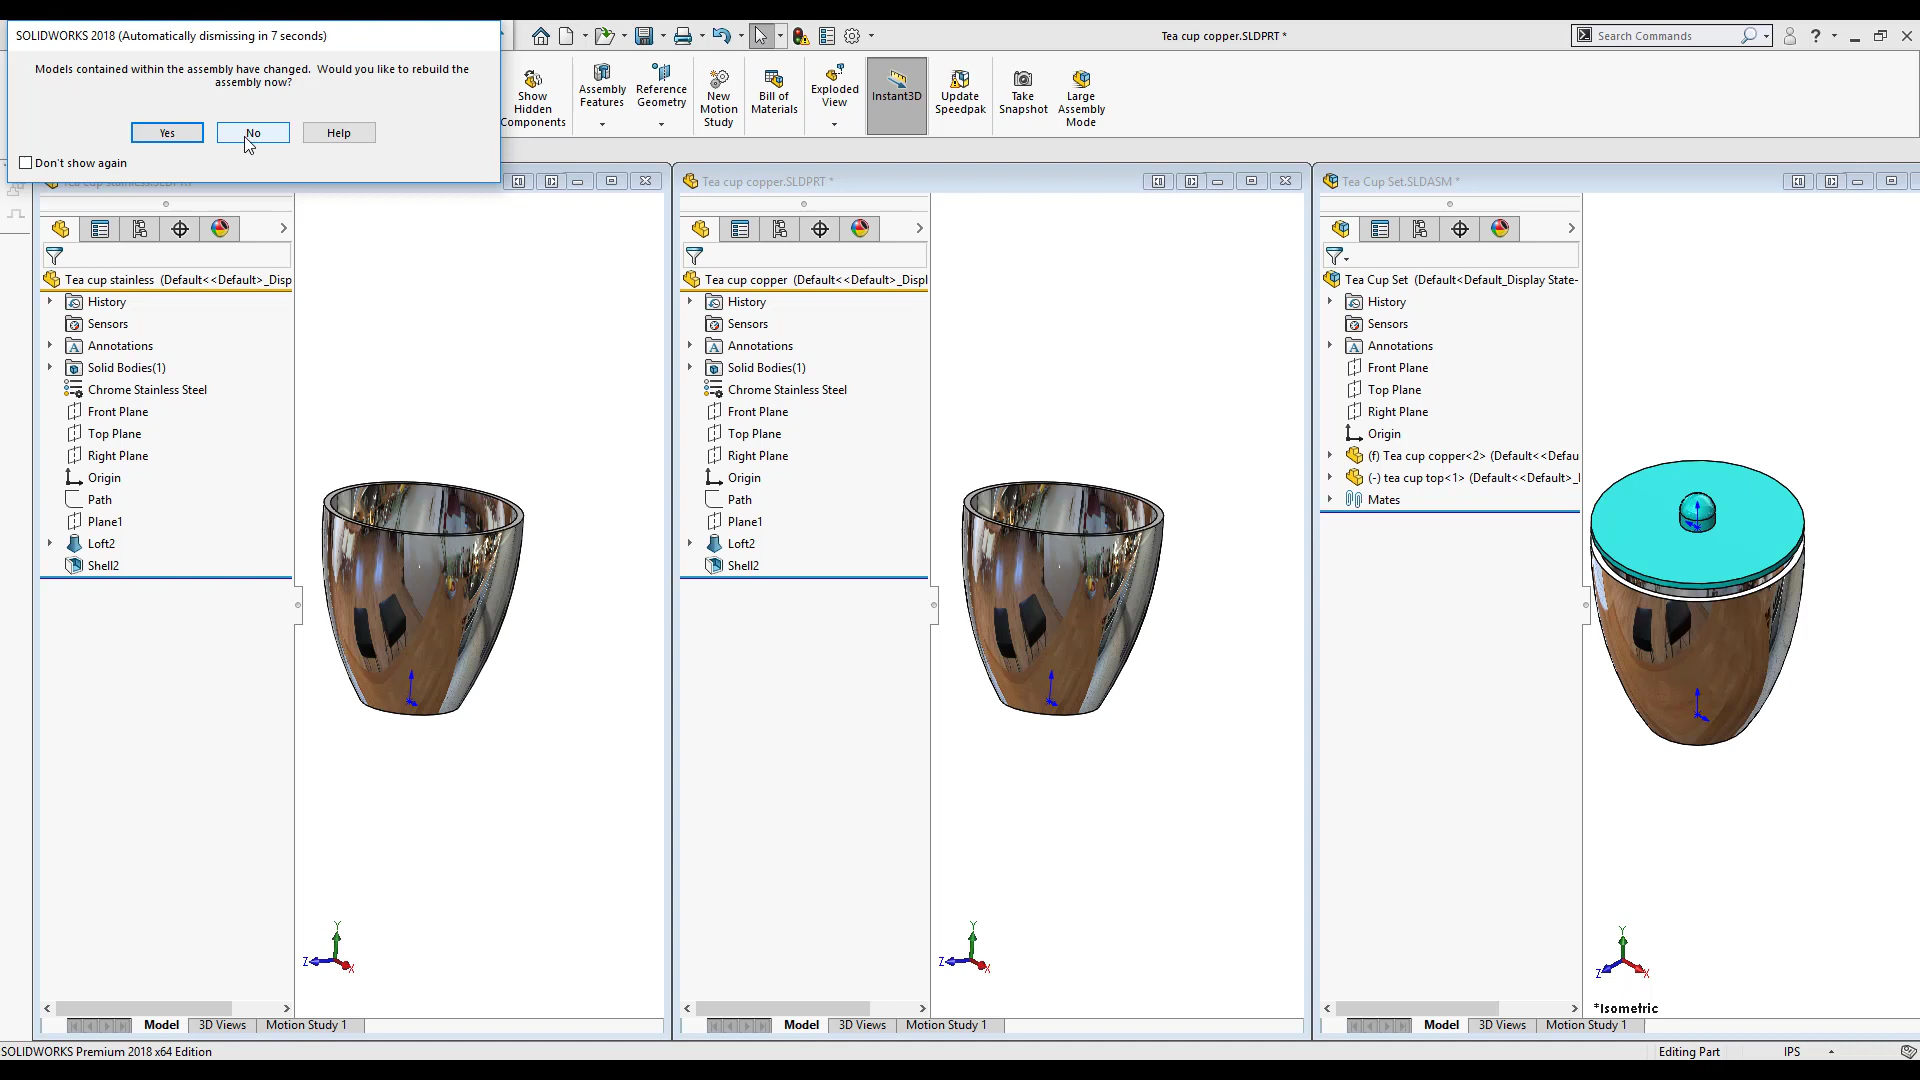 SOLIDWORKS 2018 (Automatically dismissing in 7 seconds)
Models contained within the assembly have changed. Would you like to rebuild the
assembly now?
Yes
No
Help
Don't show again
Tea cup copper.SLDPRT *
Search Commands
?
Show
Hidden
Components
Assembly
Features
Reference
Geometry
New
Motion
Study
Bill of
Materials
Exploded
View
Instant3D
Update
Speedpak
Take
Snapshot
Large
Assembly
Mode
Tea cup stainless.SLDPRT
Tea cup stainless (Default<<Default>_Disp
History
Sensors
Annotations
Solid Bodies(1)
Chrome Stainless Steel
Front Plane
Top Plane
Right Plane
Origin
Path
Plane1
Loft2
Shell2
Y
Z
X
Model
3D Views
Motion Study 1
Tea cup copper.SLDPRT *
Tea cup copper (Default<<Default>_Displ
History
Sensors
Annotations
Solid Bodies(1)
Chrome Stainless Steel
Front Plane
Top Plane
Right Plane
Origin
Path
Plane1
Loft2
Shell2
Y
Z
X
Model
3D Views
Motion Study 1
Tea Cup Set.SLDASM *
Tea Cup Set (Default<Default_Display State-
History
Sensors
Annotations
Front Plane
Top Plane
Right Plane
Origin
(f) Tea cup copper<2> (Default<<Defau
(-) tea cup top<1> (Default<<Default>_
Mates
Y
Z
X
*Isometric
Model
3D Views
Motion Study 1
SOLIDWORKS Premium 2018 x64 Edition
Editing Part
IPS